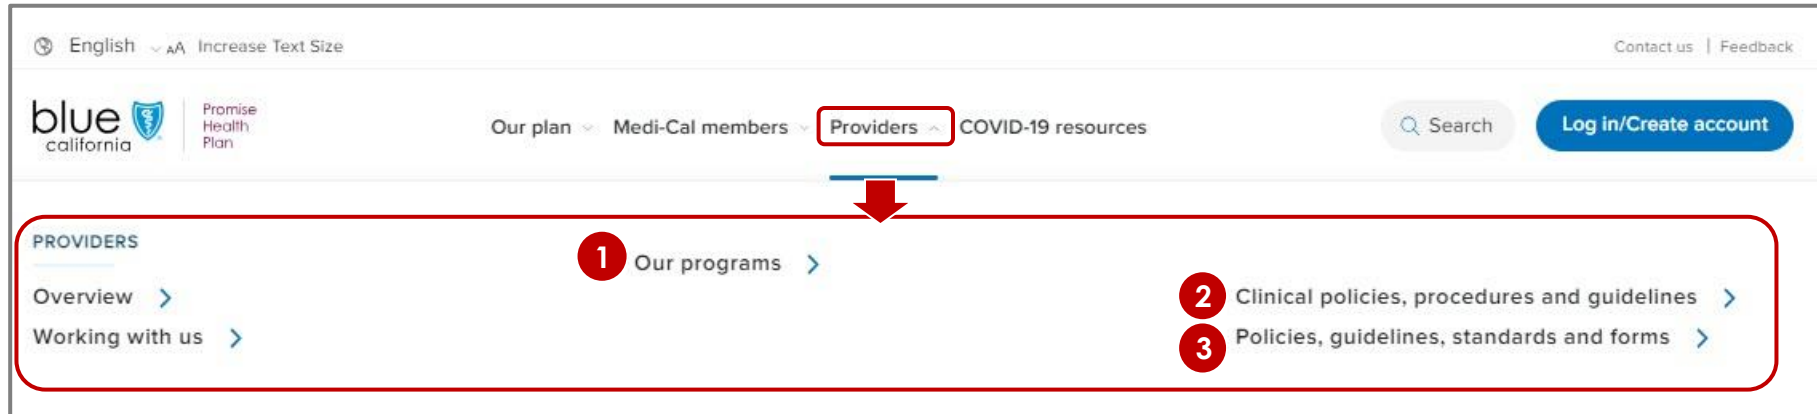 English AA Increase Text Size
Contact us | Feedback
blue
california
Promise
Health
Plan
Our plan Medi-Cal members Providers COVID-19 resources
Search
Log in/Create account
PROVIDERS
1 Our programs
Overview
2 Clinical policies, procedures and guidelines
Working with us
3 Policies, guidelines, standards and forms